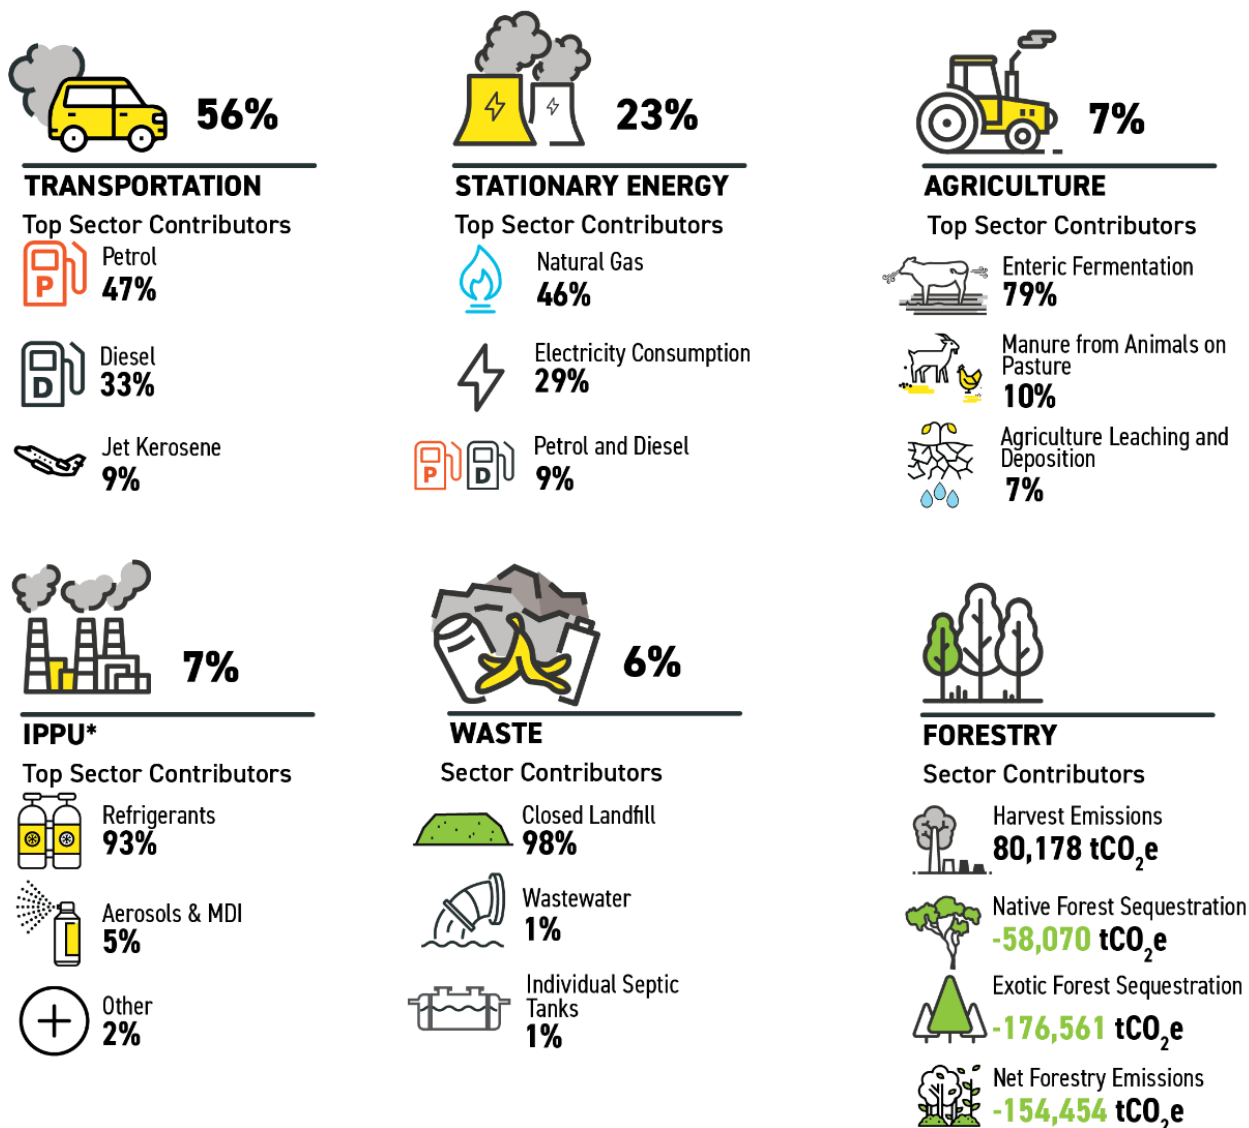 56%
TRANSPORTATION
Top Sector Contributors
P
Petrol
47%
D
Diesel
33%
Jet Kerosene
9%
23%
STATIONARY ENERGY
Top Sector Contributors
Natural Gas
46%
Electricity Consumption
29%
P D
Petrol and Diesel
9%
7%
AGRICULTURE
Top Sector Contributors
Enteric Fermentation
79%
Manure from Animals on
Pasture
10%
Agriculture Leaching and
Deposition
7%
7%
IPPU*
Top Sector Contributors
Refrigerants
93%
Aerosols & MDI
5%
Other
2%
6%
WASTE
Sector Contributors
Closed Landfill
98%
Wastewater
1%
Individual Septic
Tanks
1%
FORESTRY
Sector Contributors
Harvest Emissions
80,178 tCO₂e
Native Forest Sequestration
-58,070 tCO₂e
Exotic Forest Sequestration
-176,561 tCO₂e
Net Forestry Emissions
-154,454 tCO₂e